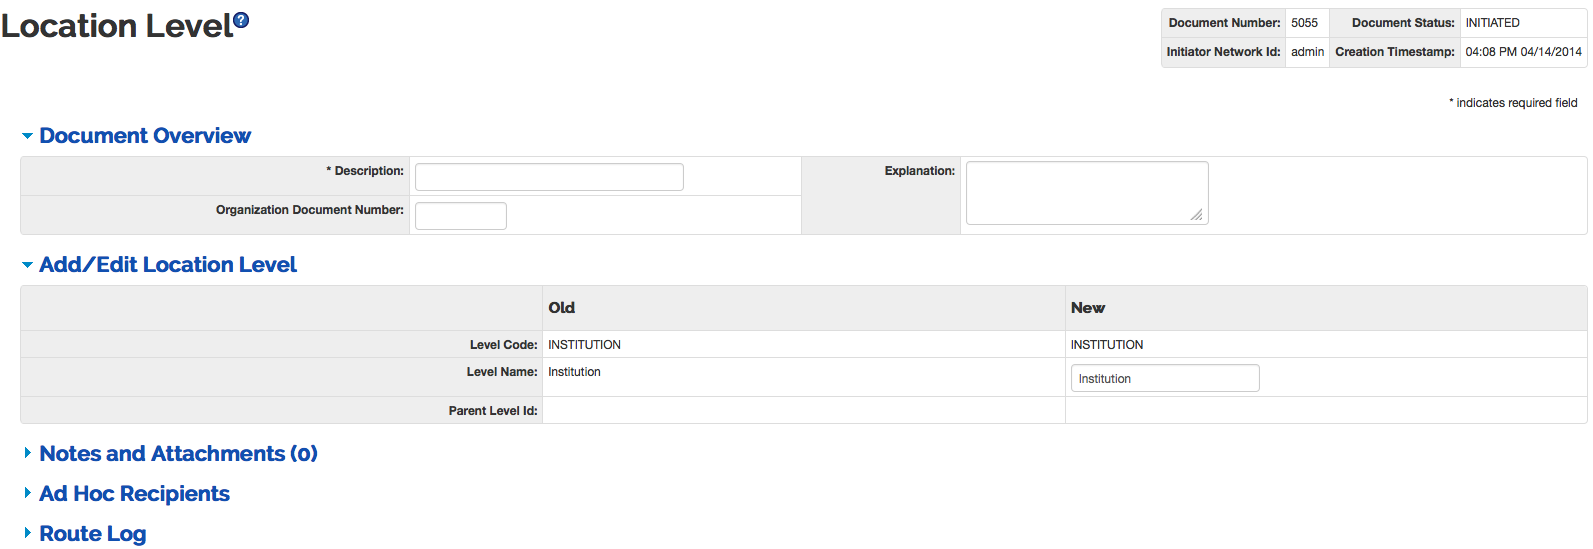 Location Level?
Document Number: 5055 Document Status: INITIATED
Initiator Network Id: admin Creation Timestamp: 04:08 PM 04/14/2014
* indicates required field
Document Overview
* Description: Explanation:
Organization Document Number:
Add/Edit Location Level
Old New
Level Code: INSTITUTION INSTITUTION
Level Name: Institution Institution
Parent Level Id:
Notes and Attachments (0)
Ad Hoc Recipients
Route Log